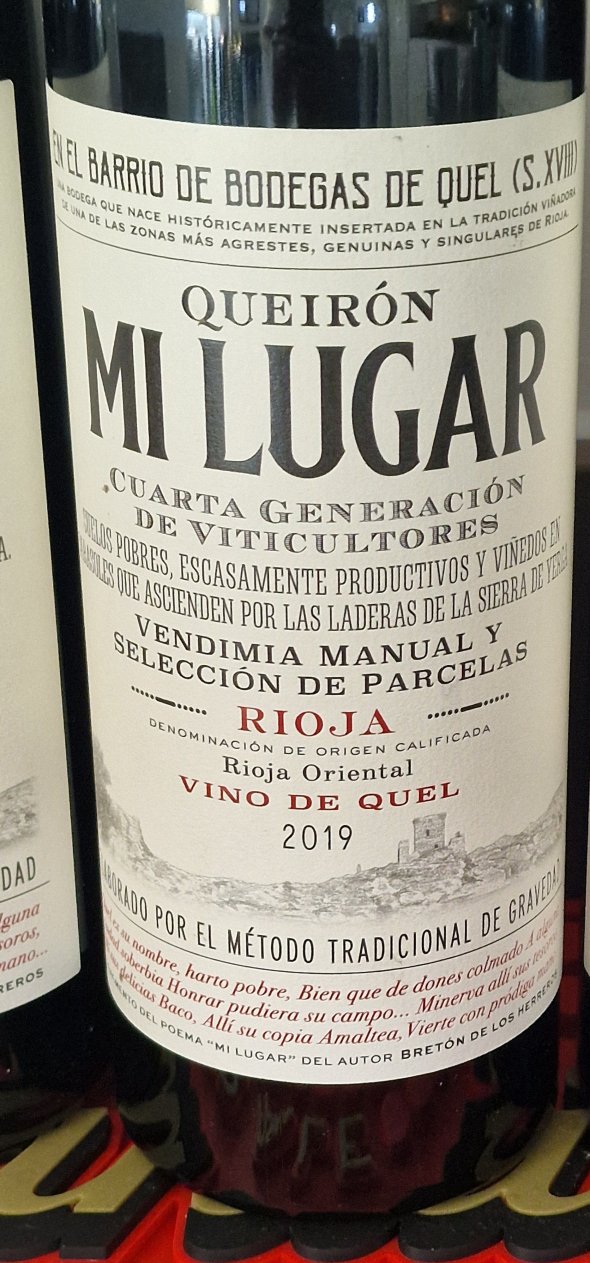 EN EL BARRIO DE BODEGAS DE QUEL (S.XVIII)
UNA BODEGA QUE NACE HISTÓRICAMENTE INSERTADA EN LA TRADICIÓN VIÑADORA
DE UNA DE LAS ZONAS MÁS AGRESTES, GENUINAS Y SINGULARES DE RIOJA.
QUEIRÓN
MI LUGAR
CUARTA GENERACIÓN
DE VITICULTORES
SUELOS POBRES, ESCASAMENTE PRODUCTIVOS Y VIÑEDOS EN
QUE ASCIENDEN POR LAS LADERAS DE LA SIERRA DE YERGA
VENDIMIA MANUAL Y
SELECCIÓN DE PARCELAS
RIOJA
DENOMINACIÓN DE ORIGEN CALIFICADA
Rioja Oriental
VINO DE QUEL
2019
ELABORADO POR EL MÉTODO TRADICIONAL DE GRAVEDAD
es su nombre, harto pobre, Bien que de dones colmado A
soberbia Honrar pudiera su campo... Minerva allí sus
delicias Baco, Allí su copia Amaltea, Vierte con pródiga
DEL POEMA "MI LUGAR" DEL AUTOR BRETÓN DE LOS HERREROS
A.
DAD
lguna
soros,
mano...
REROS